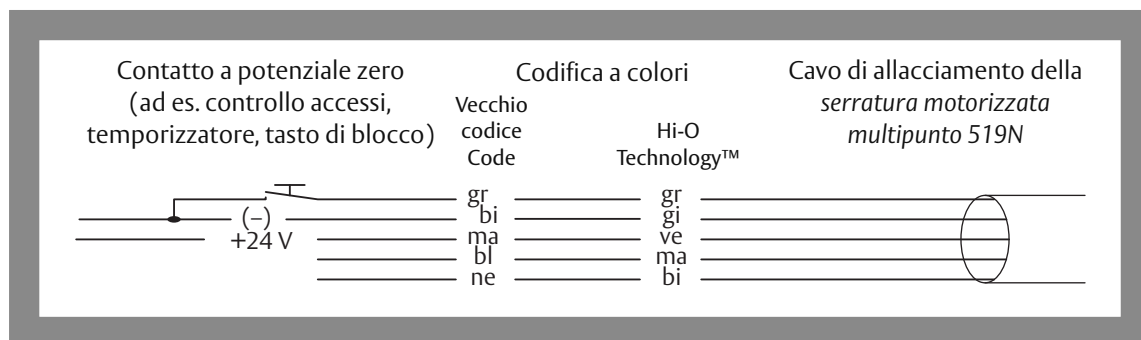 Contatto a potenziale zero
(ad es. controllo accessi,
temporizzatore, tasto di blocco)
Codifica a colori
Vecchio
codice
Code
Hi-O
Technology™
Cavo di allacciamento della
serratura motorizzata
multipunto 519N
gr gr
(–) bi gi
+24 V ma ve
bl ma
ne bi